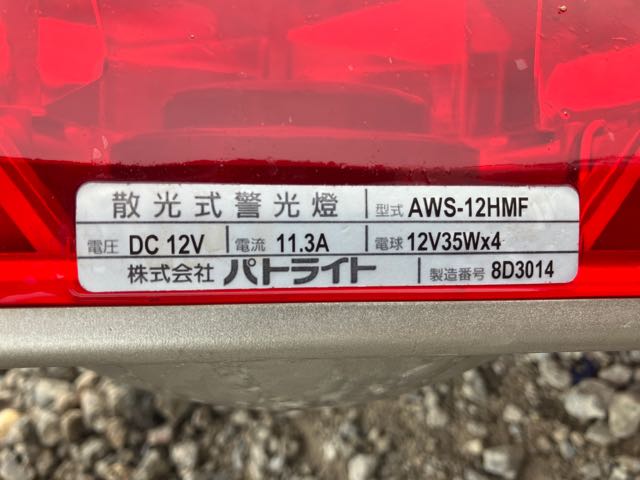 散光式警光燈 型式 AWS-12HMF
電圧 DC 12V 電流 11.3A 電球 12V35Wx4
株式会社 パトライト 製造番号 8D3014